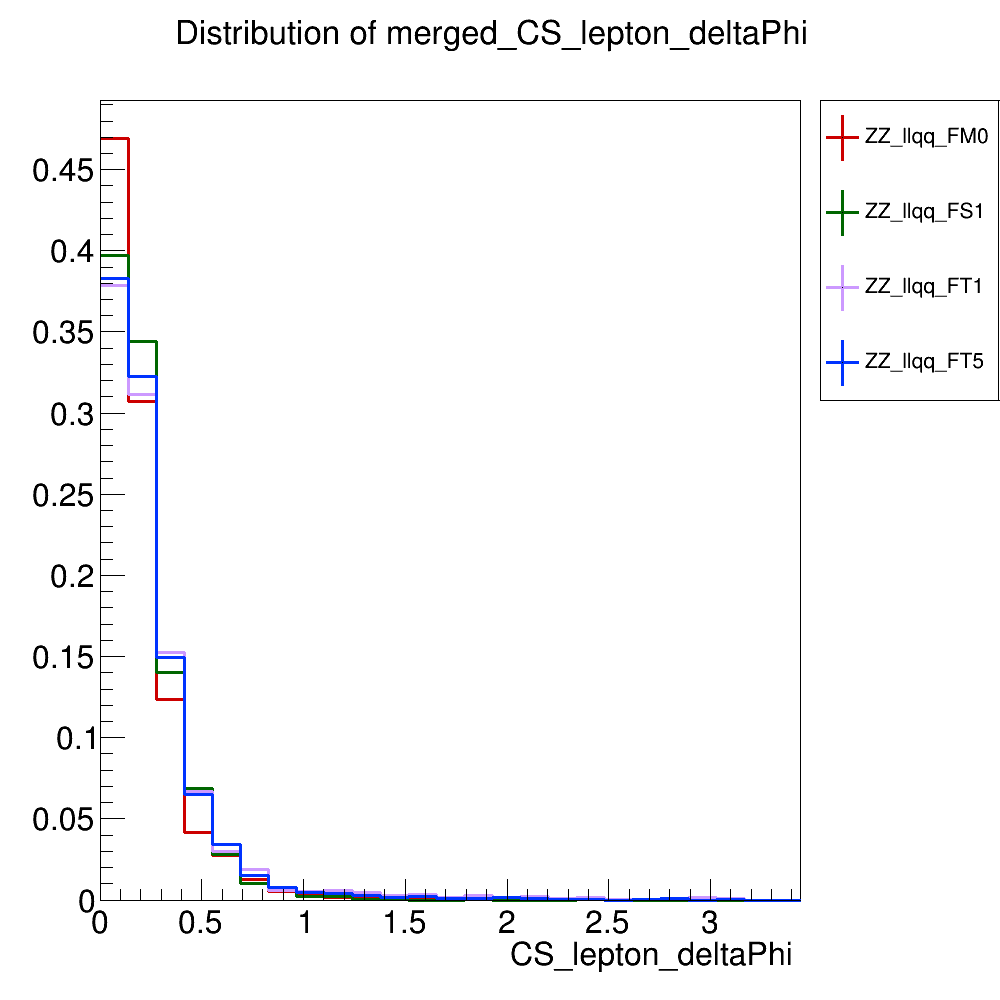 Distribution of merged_CS_lepton_deltaPhi
0.45
0.4
0.35
0.3
0.25
0.2
0.15
0.1
0.05
0
0 0.5 1 1.5 2 2.5 3
CS_lepton_deltaPhi
ZZ_llqq_FM0
ZZ_llqq_FS1
ZZ_llqq_FT1
ZZ_llqq_FT5